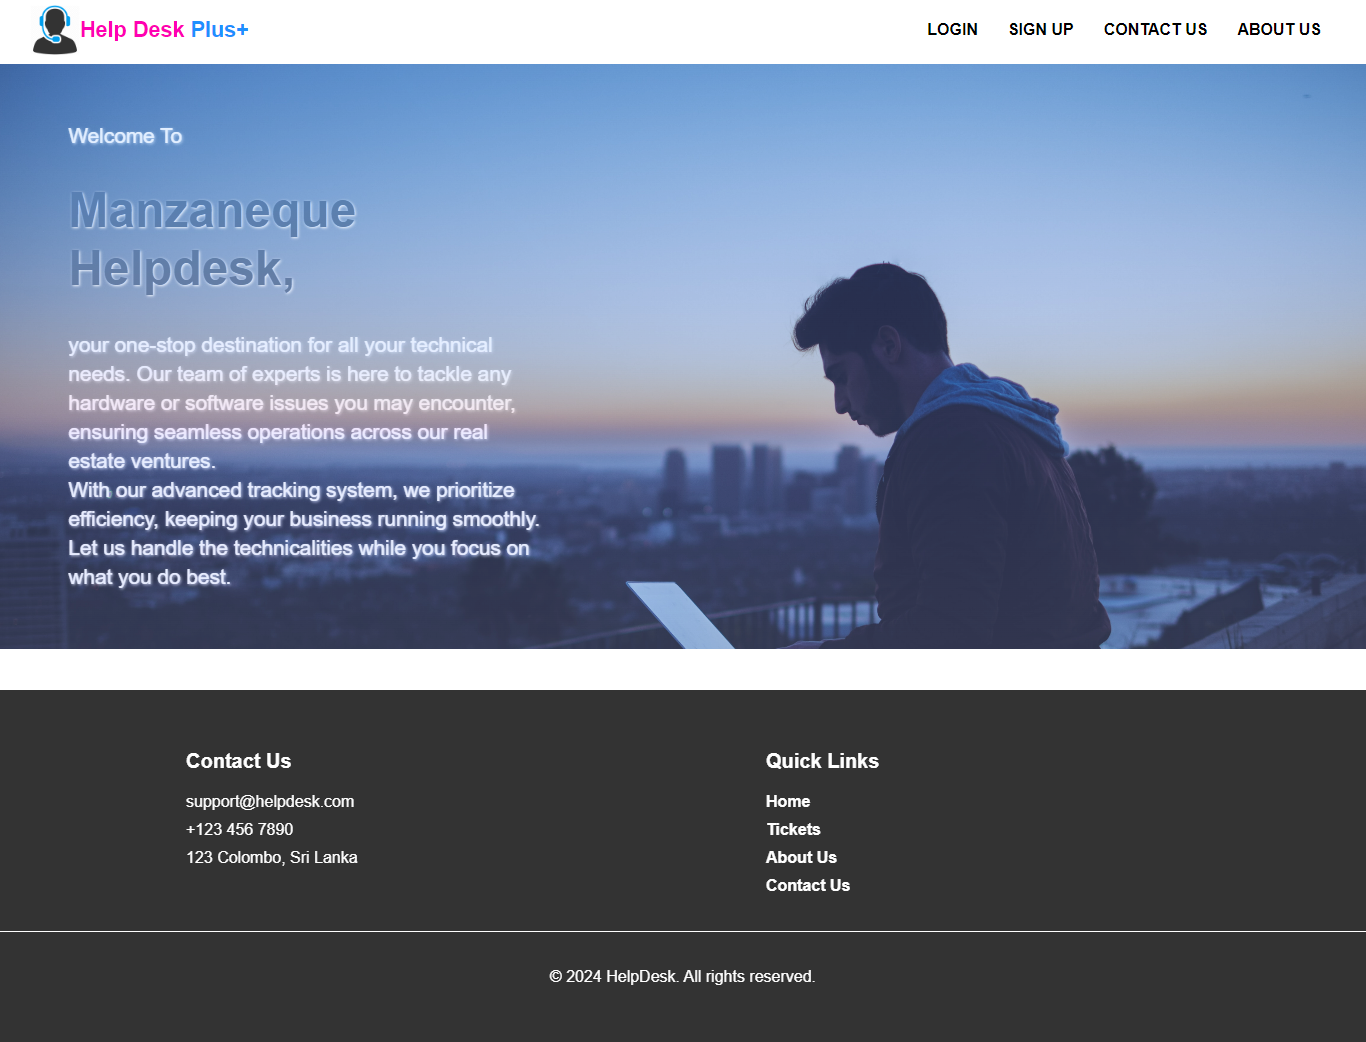 Help Desk Plus+
LOGIN
SIGN UP
CONTACT US
ABOUT US
Welcome To
Manzaneque
Helpdesk,
your one-stop destination for all your technical
needs. Our team of experts is here to tackle any
hardware or software issues you may encounter,
ensuring seamless operations across our real
estate ventures.
With our advanced tracking system, we prioritize
efficiency, keeping your business running smoothly.
Let us handle the technicalities while you focus on
what you do best.
Contact Us
support@helpdesk.com
+123 456 7890
123 Colombo, Sri Lanka
Quick Links
Home
Tickets
About Us
Contact Us
© 2024 HelpDesk. All rights reserved.